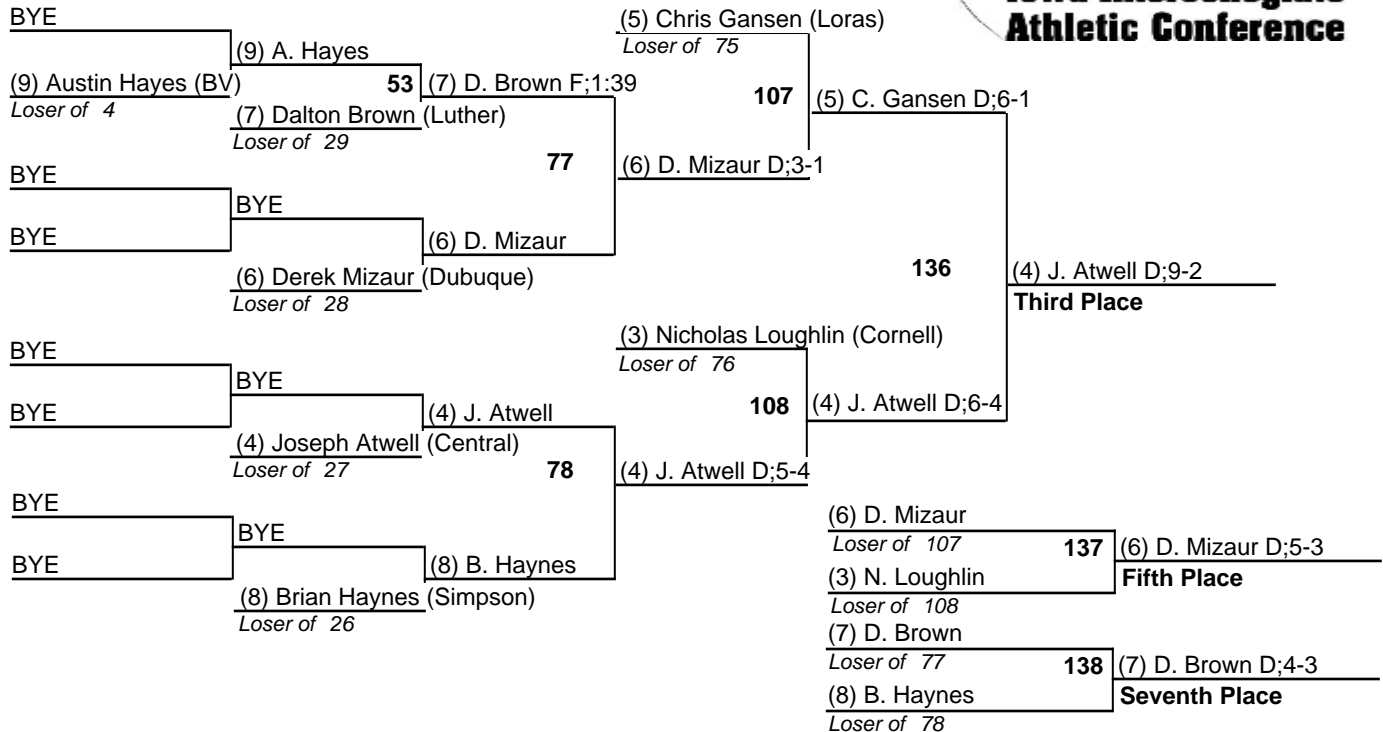 Athletic Conference
BYE
(9) A. Hayes
(9) Austin Hayes (BV)
Loser of 4
53
(7) D. Brown F;1:39
(7) Dalton Brown (Luther)
Loser of 29
BYE
BYE
BYE
(6) D. Mizaur
(6) Derek Mizaur (Dubuque)
Loser of 28
77
(6) D. Mizaur D;3-1
(5) Chris Gansen (Loras)
Loser of 75
107
(5) C. Gansen D;6-1
BYE
BYE
BYE
(4) J. Atwell
(4) Joseph Atwell (Central)
Loser of 27
78
(4) J. Atwell D;5-4
BYE
BYE
BYE
(8) B. Haynes
(8) Brian Haynes (Simpson)
Loser of 26
(3) Nicholas Loughlin (Cornell)
Loser of 76
108
(4) J. Atwell D;6-4
136
(4) J. Atwell D;9-2
Third Place
(6) D. Mizaur
Loser of 107
137
(6) D. Mizaur D;5-3
(3) N. Loughlin
Fifth Place
Loser of 108
(7) D. Brown
Loser of 77
138
(7) D. Brown D;4-3
(8) B. Haynes
Seventh Place
Loser of 78